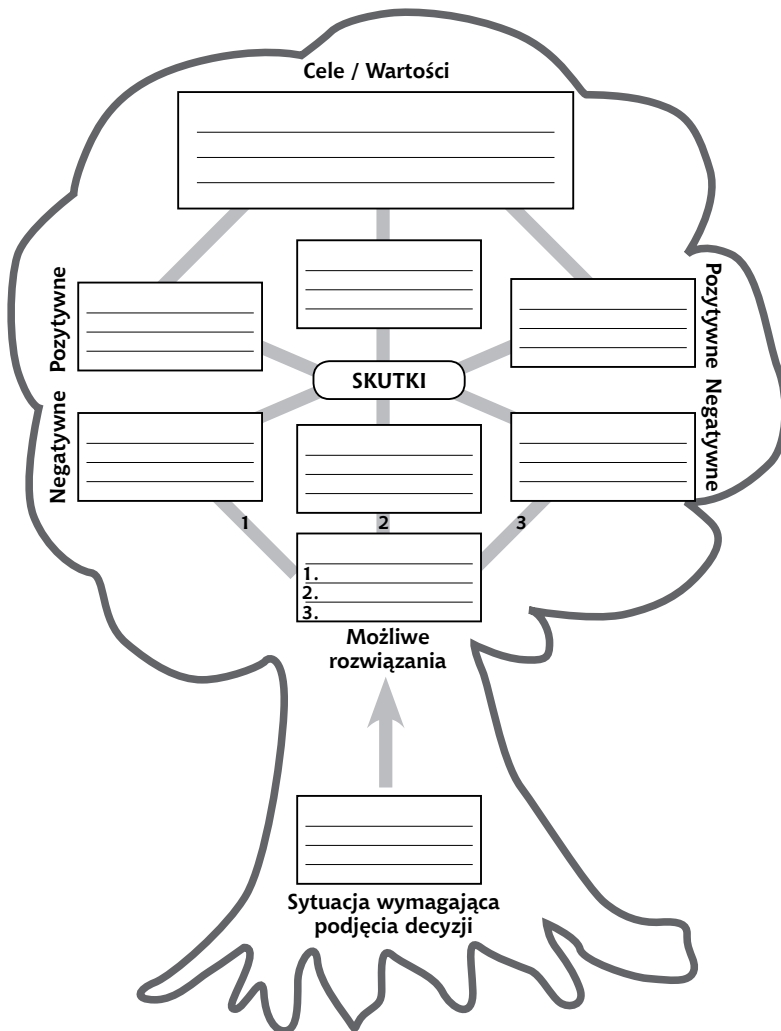 Cele / Wartości
Pozytywne
Pozytywne
SKUTKI
Negatywne
Negatywne
1
2
3
1.
2.
3.
Możliwe
rozwiązania
Sytuacja wymagająca
podjęcia decyzji